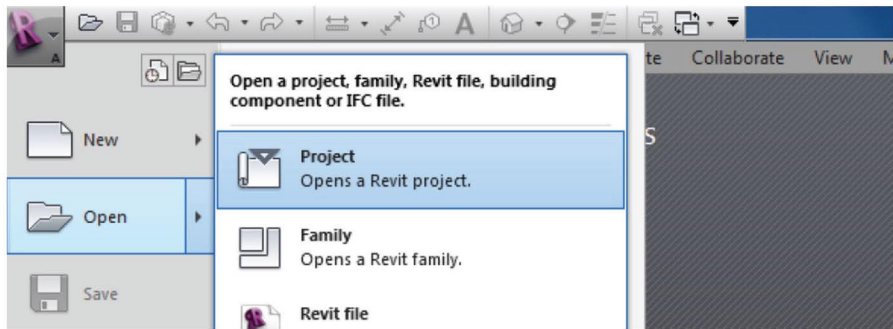 A
A
te Collaborate View M
Open a project, family, Revit file, building
component or IFC file.
S
New
Project
Opens a Revit project.
Open
Family
Opens a Revit family.
Save
Revit file